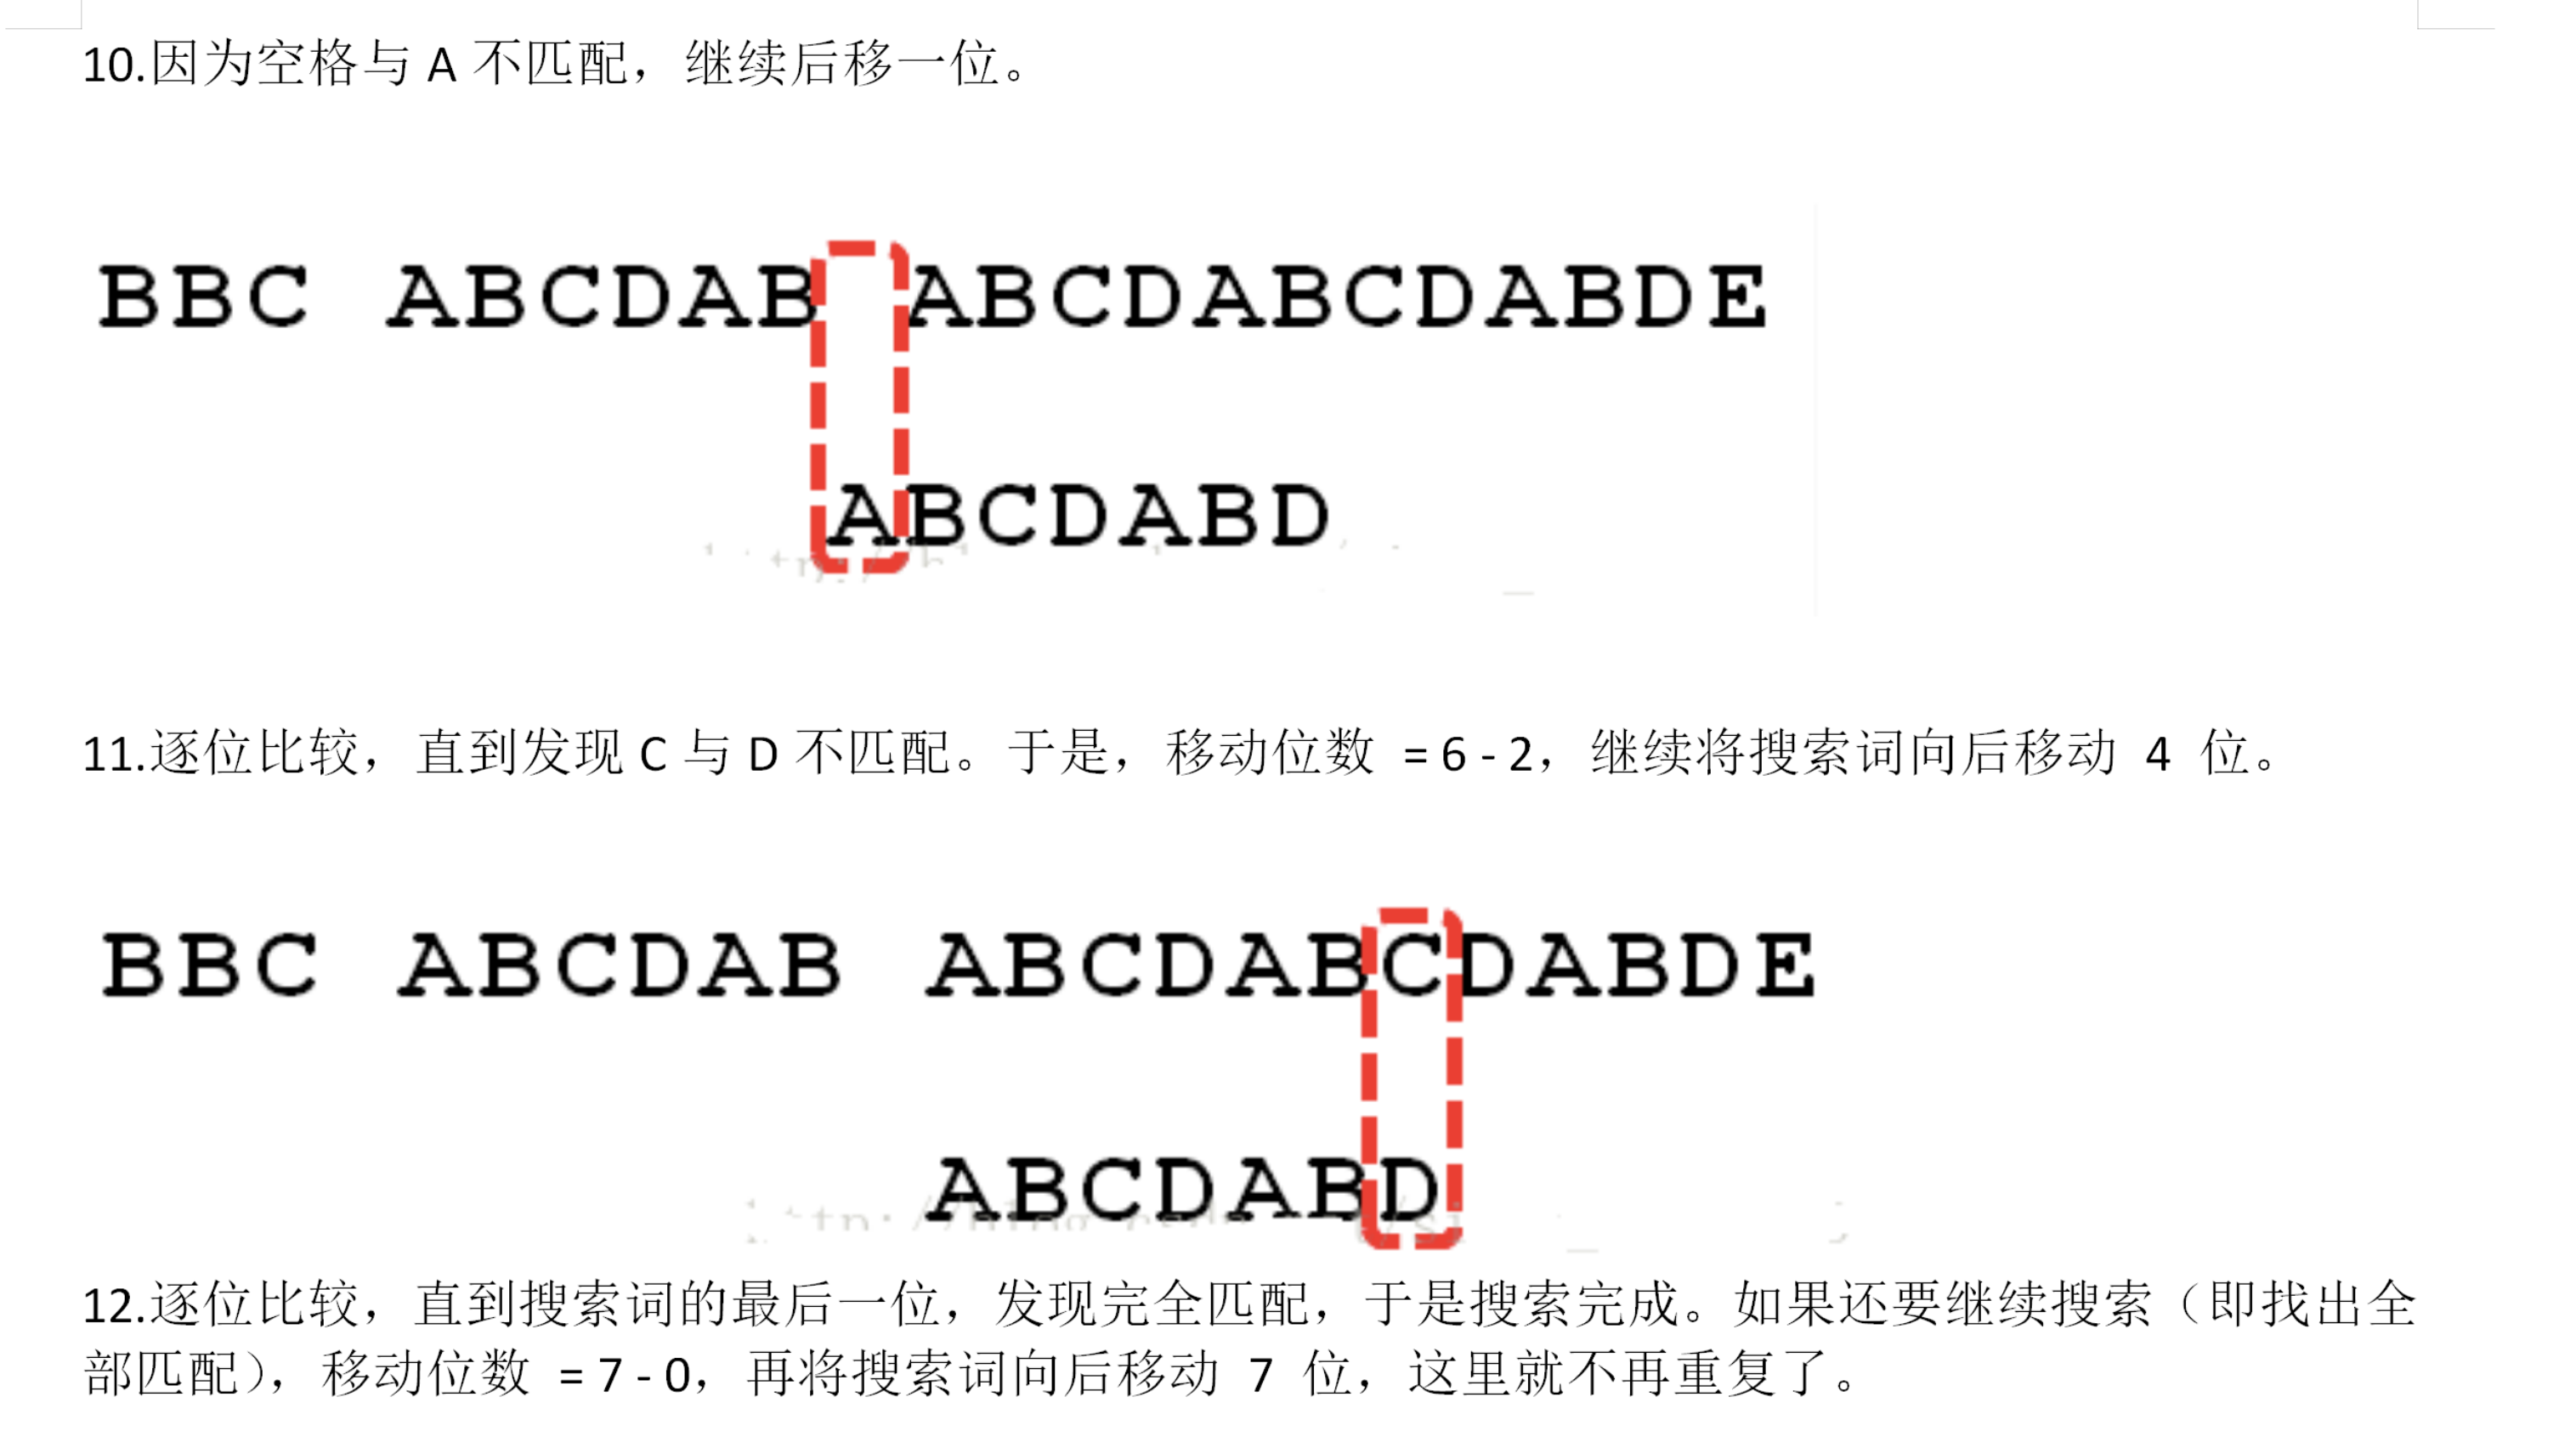 10.因为空格与 A 不匹配，继续后移一位。
BBC ABCDAB ABCDABCDABDE
ABCDABD
11.逐位比较，直到发现 C 与 D 不匹配。于是，移动位数 = 6 - 2，继续将搜索词向后移动 4 位。
BBC ABCDAB ABCDABCDABDE
ABCDABD
12.逐位比较，直到搜索词的最后一位，发现完全匹配，于是搜索完成。如果还要继续搜索（即找出全
部匹配），移动位数 = 7 - 0，再将搜索词向后移动 7 位，这里就不再重复了。